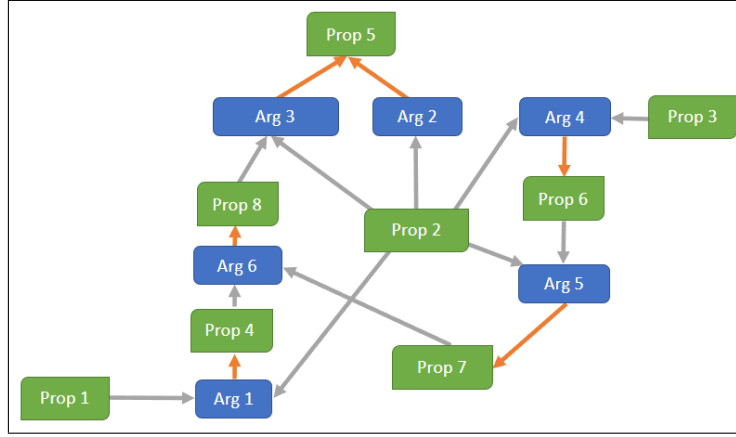 Prop 5
Arg 3
Arg 2
Arg 4
Prop 3
Prop 8
Prop 2
Prop 6
Arg 6
Arg 5
Prop 4
Prop 7
Prop 1
Arg 1